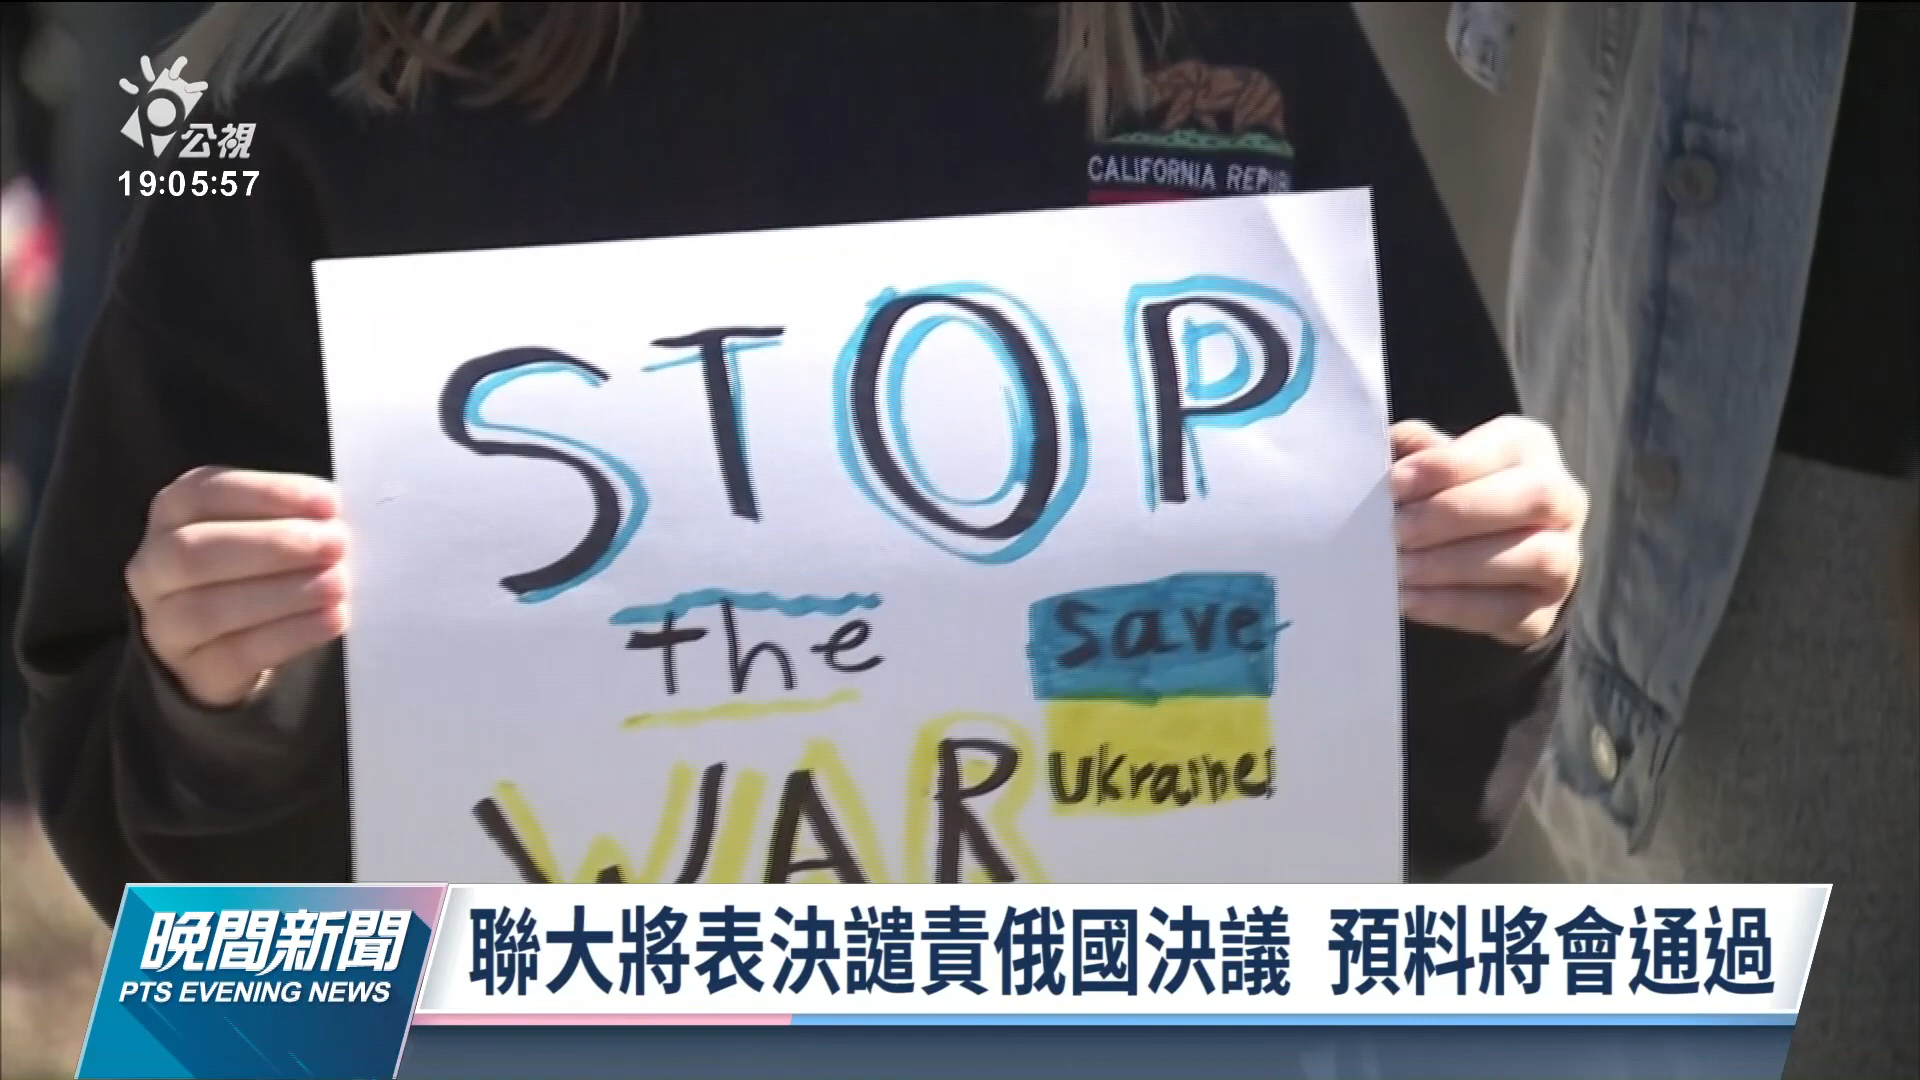 公視
19:05:57
CALIFORNIA REPUB
STOP
the
save
WAR
Ukraine!
晚間新聞
PTS EVENING NEWS
聯大將表決譴責俄國決議 預料將會通過